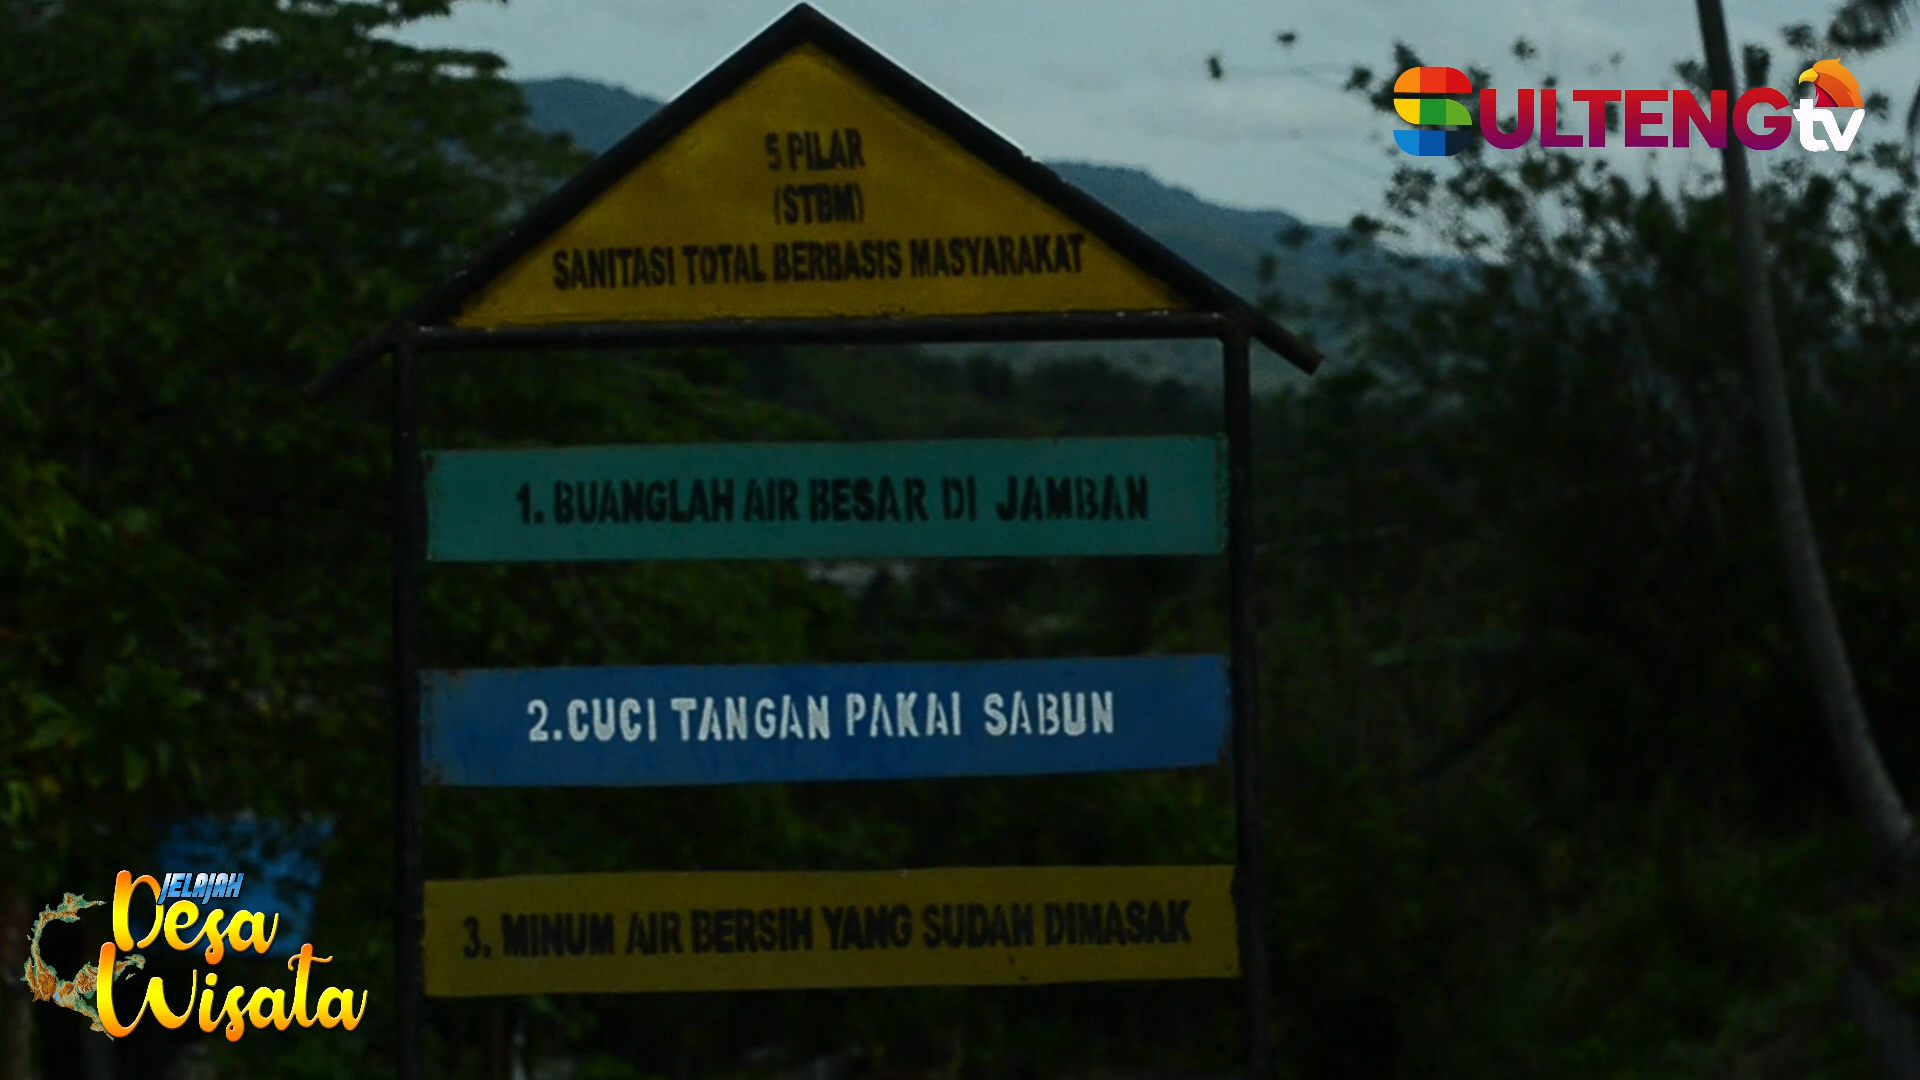 SULTENG tv
5 PILAR
(STBM)
SANITASI TOTAL BERBASIS MASYARAKAT
1. BUANGLAH AIR BESAR DI JAMBAN
2. CUCI TANGAN PAKAI SABUN
3. MINUM AIR BERSIH YANG SUDAH DIMASAK
JELAJAH
Desa
Wisata